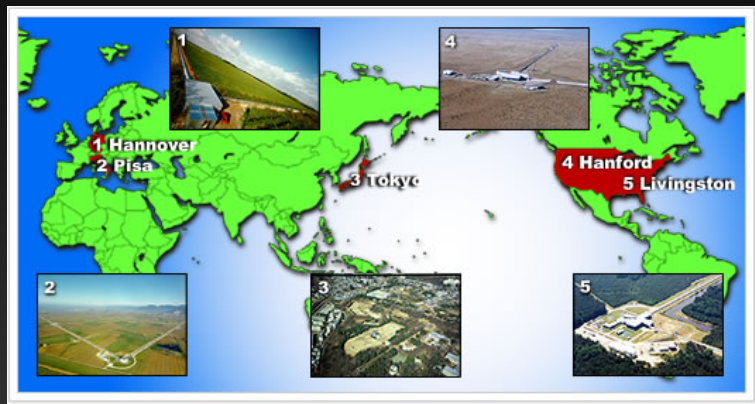 1
4
1 Hannover
2 Pisa
3 Tokyo
4 Hanford
5 Livingston
2
3
5